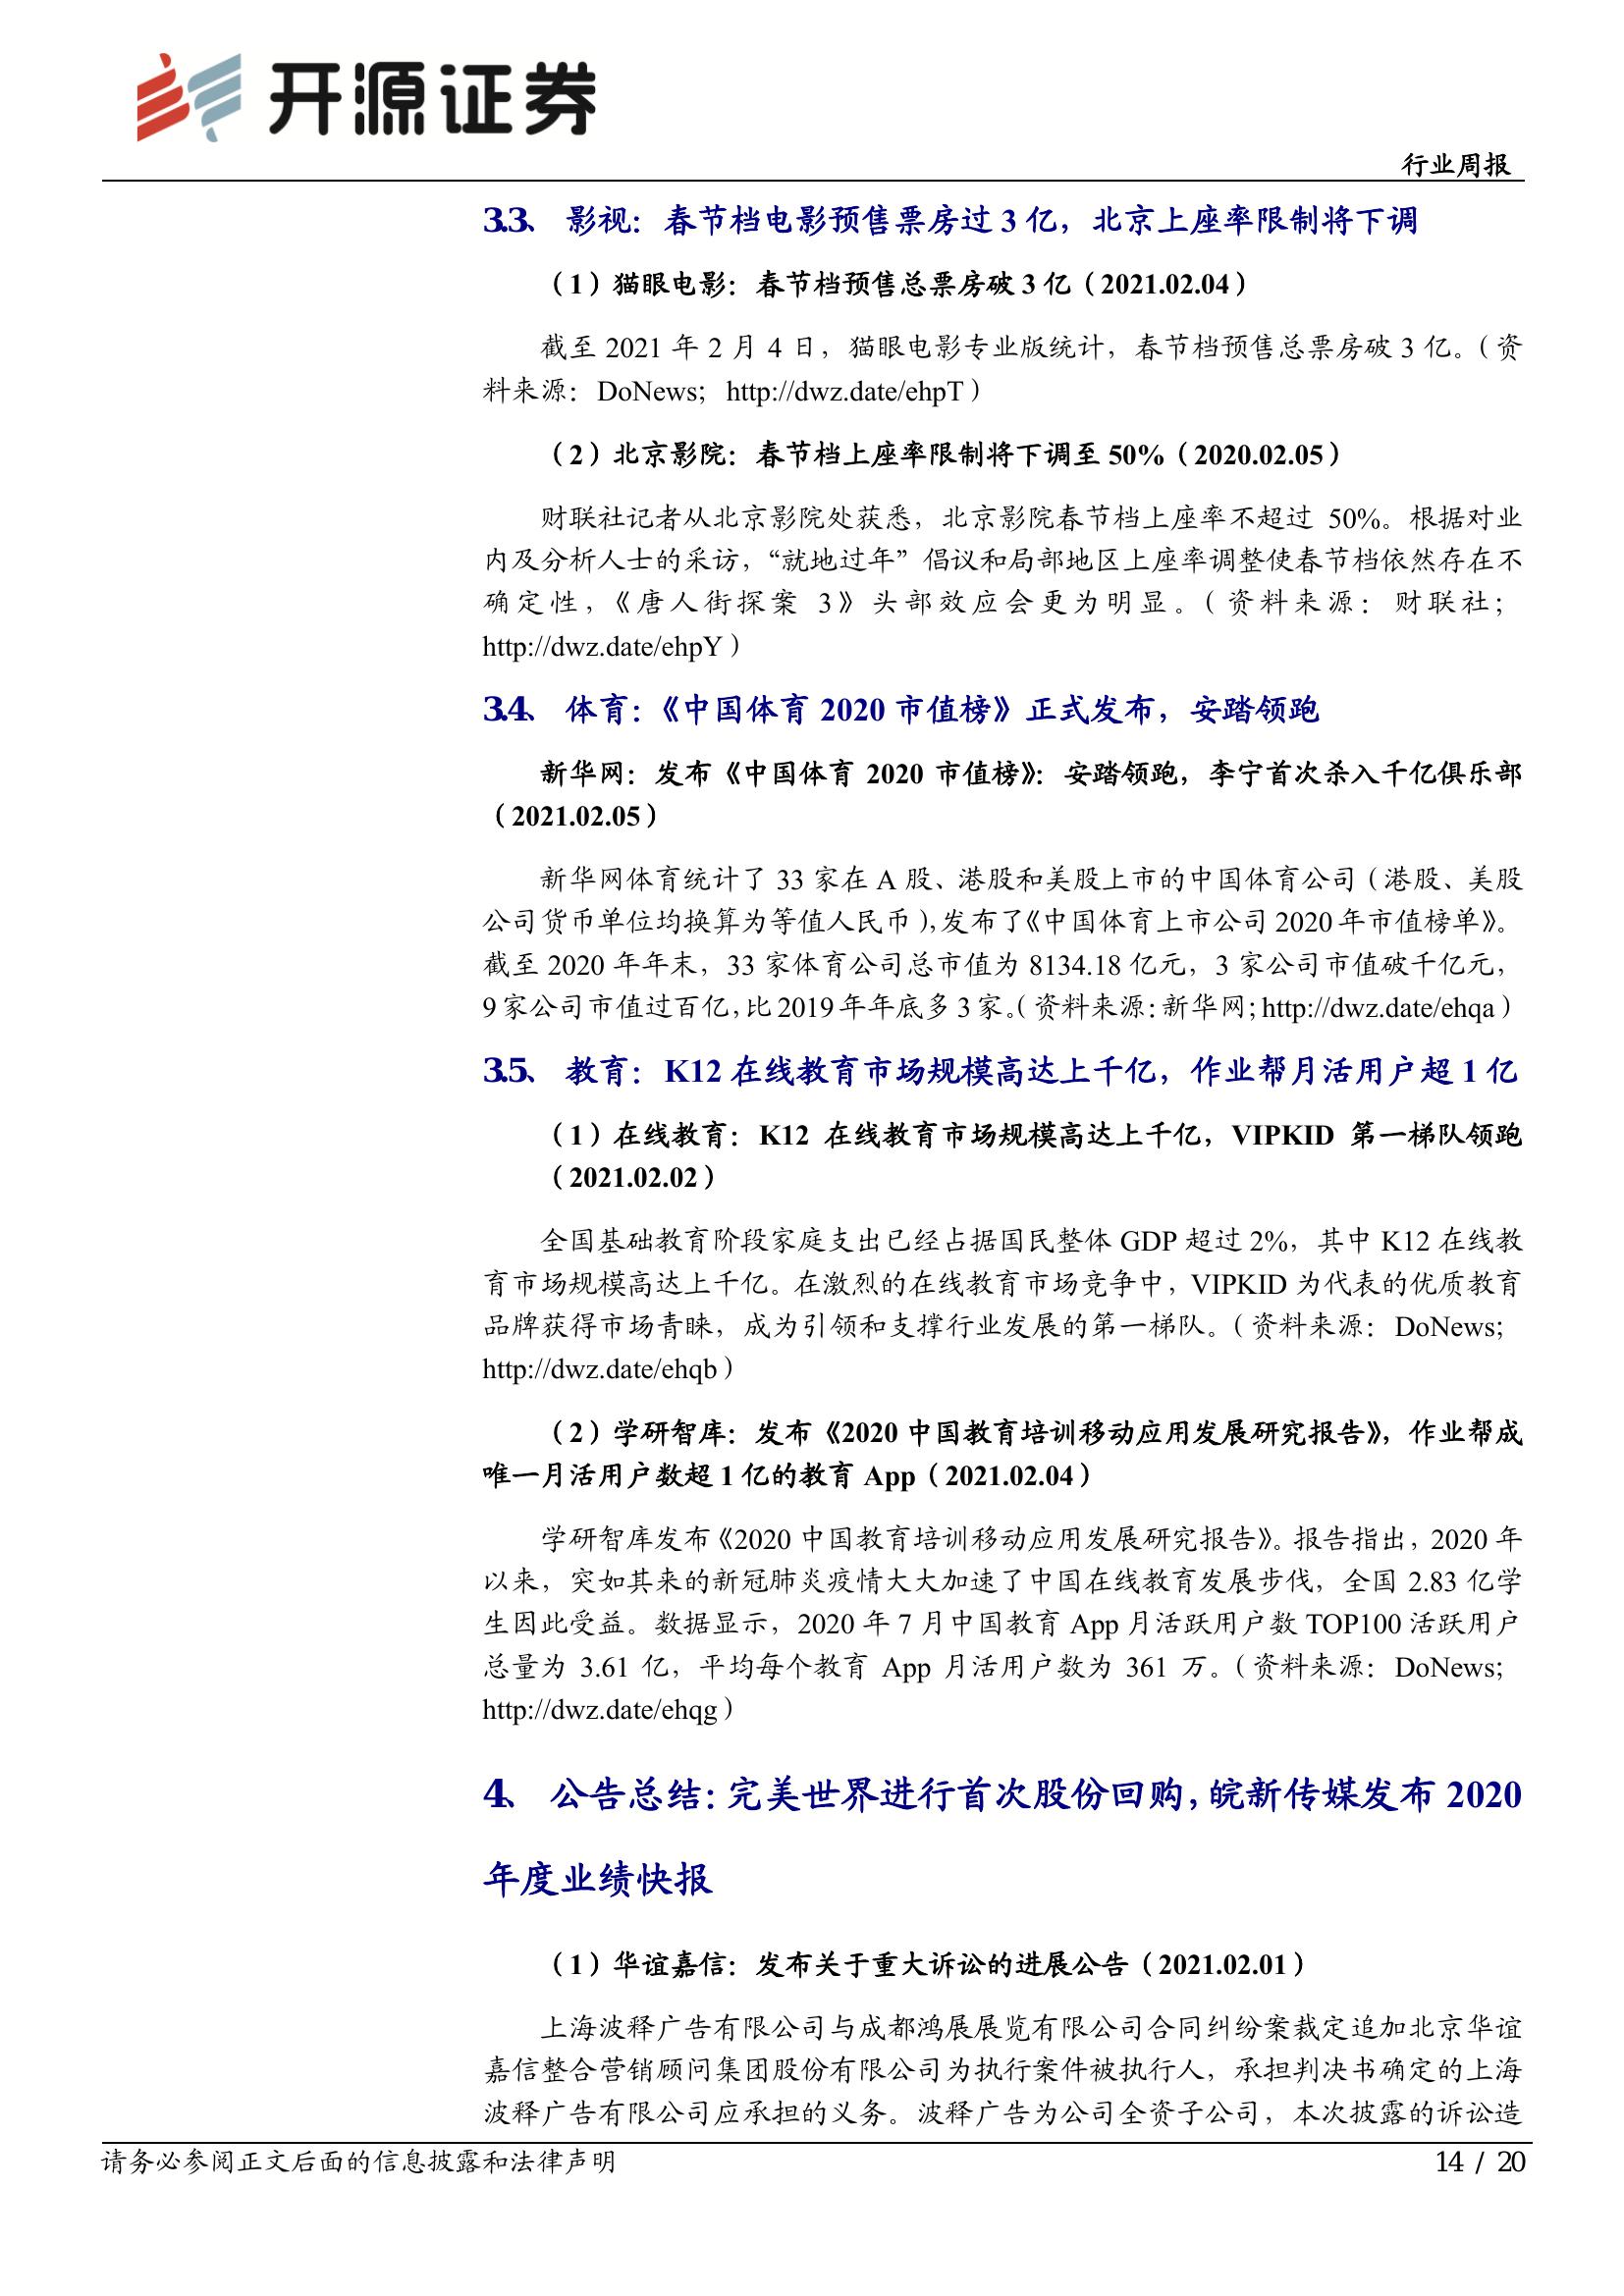 开源证券
行业周报
3.3、 影视：春节档电影预售票房过 3 亿，北京上座率限制将下调
（1）猫眼电影：春节档预售总票房破 3 亿（2021.02.04）
截至 2021 年 2 月 4 日，猫眼电影专业版统计，春节档预售总票房破 3 亿。（资
料来源：DoNews；http://dwz.date/ehpT）
（2）北京影院：春节档上座率限制将下调至 50%（2020.02.05）
财联社记者从北京影院处获悉，北京影院春节档上座率不超过 50%。根据对业
内及分析人士的采访，“就地过年”倡议和局部地区上座率调整使春节档依然存在不
确定性，《唐人街探案 3》头部效应会更为明显。（资料来源：财联社；
http://dwz.date/ehpY）
3.4、 体育：《中国体育 2020 市值榜》正式发布，安踏领跑
新华网：发布《中国体育 2020 市值榜》：安踏领跑，李宁首次杀入千亿俱乐部
（2021.02.05）
新华网体育统计了 33 家在 A 股、港股和美股上市的中国体育公司（港股、美股
公司货币单位均换算为等值人民币），发布了《中国体育上市公司 2020 年市值榜单》。
截至 2020 年年末，33 家体育公司总市值为 8134.18 亿元，3 家公司市值破千亿元，
9 家公司市值过百亿，比 2019 年年底多 3 家。（资料来源：新华网；http://dwz.date/ehqa）
3.5、 教育：K12 在线教育市场规模高达上千亿，作业帮月活用户超 1 亿
（1）在线教育：K12 在线教育市场规模高达上千亿，VIPKID 第一梯队领跑
（2021.02.02）
全国基础教育阶段家庭支出已经占据国民整体 GDP 超过 2%，其中 K12 在线教
育市场规模高达上千亿。在激烈的在线教育市场竞争中，VIPKID 为代表的优质教育
品牌获得市场青睐，成为引领和支撑行业发展的第一梯队。（资料来源：DoNews；
http://dwz.date/ehqb）
（2）学研智库：发布《2020 中国教育培训移动应用发展研究报告》，作业帮成
唯一月活用户数超 1 亿的教育 App（2021.02.04）
学研智库发布《2020 中国教育培训移动应用发展研究报告》。报告指出，2020 年
以来，突如其来的新冠肺炎疫情大大加速了中国在线教育发展步伐，全国 2.83 亿学
生因此受益。数据显示，2020 年 7 月中国教育 App 月活跃用户数 TOP100 活跃用户
总量为 3.61 亿，平均每个教育 App 月活用户数为 361 万。（资料来源：DoNews；
http://dwz.date/ehqg）
4、 公告总结：完美世界进行首次股份回购，皖新传媒发布 2020
年度业绩快报
（1）华谊嘉信：发布关于重大诉讼的进展公告（2021.02.01）
上海波释广告有限公司与成都鸿展展览有限公司合同纠纷案裁定追加北京华谊
嘉信整合营销顾问集团股份有限公司为执行案件被执行人，承担判决书确定的上海
波释广告有限公司应承担的义务。波释广告为公司全资子公司，本次披露的诉讼造
请务必参阅正文后面的信息披露和法律声明
14 / 20